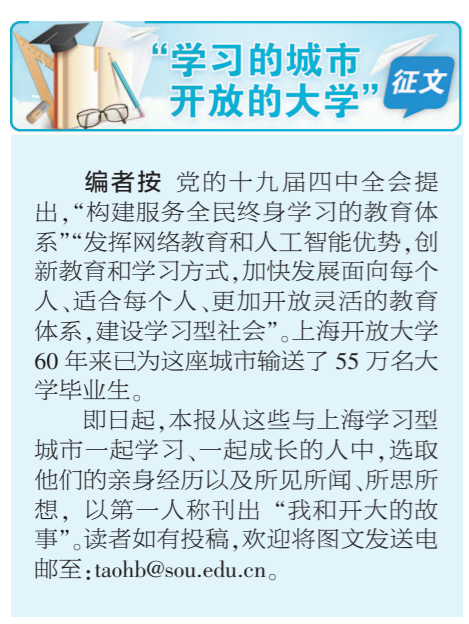 “学习的城市
开放的大学”
征文
编者按 党的十九届四中全会提
出，“构建服务全民终身学习的教育体
系”“发挥网络教育和人工智能优势，创
新教育和学习方式，加快发展面向每个
人、适合每个人、更加开放灵活的教育
体系，建设学习型社会”。上海开放大学
60 年来已为这座城市输送了 55 万名大
学毕业生。
即日起，本报从这些与上海学习型
城市一起学习、一起成长的人中，选取
他们的亲身经历以及所见所闻、所思所
想，以第一人称刊出“我和开大的故
事”。读者如有投稿，欢迎将图文发送电
邮至：taohb@sou.edu.cn。